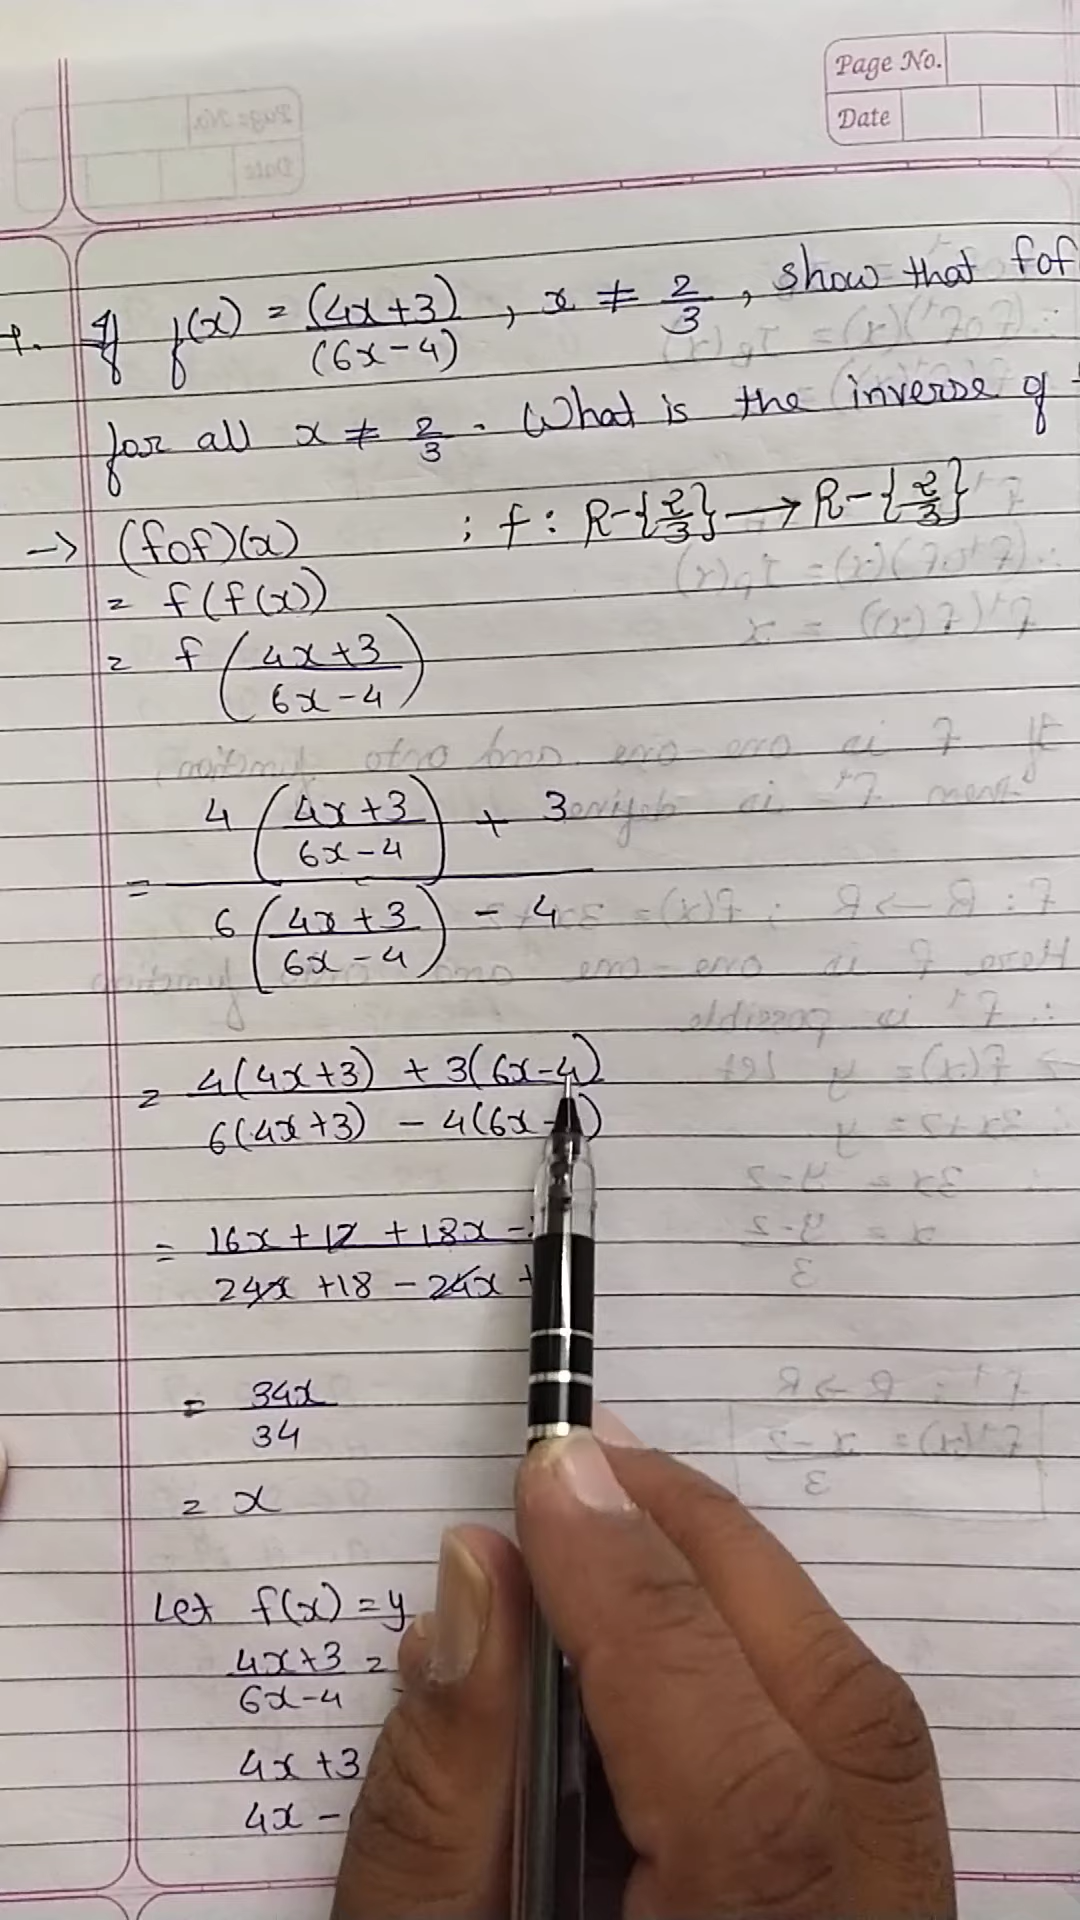 Page No.
Date
If f(x) = (4x+3)/(6x-4), x ≠ 2/3, show that fof
for all x ≠ 2/3. What is the inverse of
→ (fof)(x) ; f : R-{2/3} → R-{2/3}
= f(f(x))
= f((4x+3)/(6x-4))
= (4((4x+3)/(6x-4)) + 3)/(6((4x+3)/(6x-4)) - 4)
= (4(4x+3) + 3(6x-4))/(6(4x+3) - 4(6x- ))
= (16x+12 +18x -)/(24x +18 - 24x +)
= 34x/34
= x
Let f(x) = y
(4x+3)/(6x-4) =
4x +3
4x -